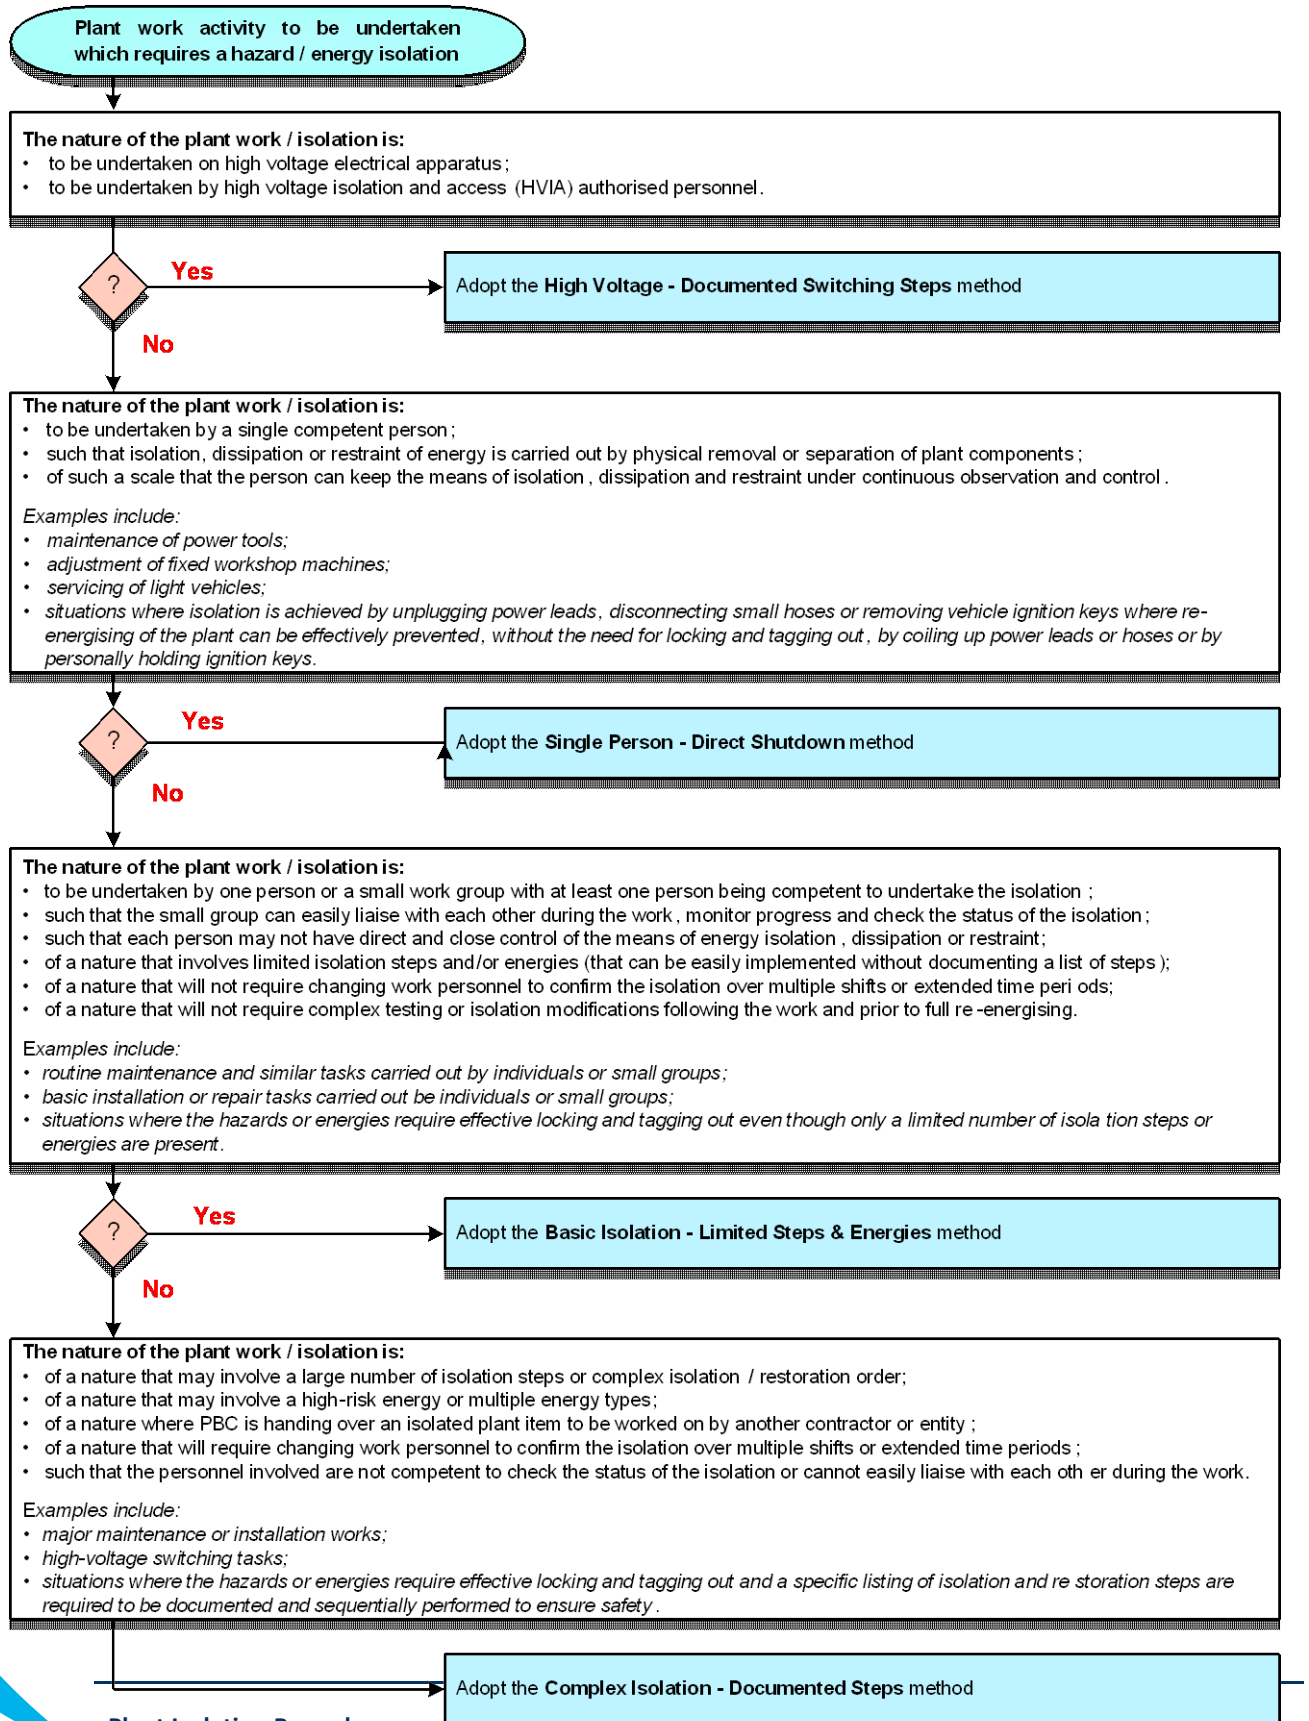 Plant work activity to be undertaken
which requires a hazard / energy isolation
The nature of the plant work / isolation is:
• to be undertaken on high voltage electrical apparatus;
• to be undertaken by high voltage isolation and access (HVIA) authorised personnel.
?
Yes
Adopt the High Voltage - Documented Switching Steps method
No
The nature of the plant work / isolation is:
• to be undertaken by a single competent person;
• such that isolation, dissipation or restraint of energy is carried out by physical removal or separation of plant components;
• of such a scale that the person can keep the means of isolation, dissipation and restraint under continuous observation and control.
Examples include:
• maintenance of power tools;
• adjustment of fixed workshop machines;
• servicing of light vehicles;
• situations where isolation is achieved by unplugging power leads, disconnecting small hoses or removing vehicle ignition keys where re-
energising of the plant can be effectively prevented, without the need for locking and tagging out, by coiling up power leads or hoses or by
personally holding ignition keys.
?
Yes
Adopt the Single Person - Direct Shutdown method
No
The nature of the plant work / isolation is:
• to be undertaken by one person or a small work group with at least one person being competent to undertake the isolation ;
• such that the small group can easily liaise with each other during the work, monitor progress and check the status of the isolation;
• such that each person may not have direct and close control of the means of energy isolation , dissipation or restraint;
• of a nature that involves limited isolation steps and/or energies (that can be easily implemented without documenting a list of steps );
• of a nature that will not require changing work personnel to confirm the isolation over multiple shifts or extended time peri ods;
• of a nature that will not require complex testing or isolation modifications following the work and prior to full re -energising.
Examples include:
• routine maintenance and similar tasks carried out by individuals or small groups;
• basic installation or repair tasks carried out be individuals or small groups;
• situations where the hazards or energies require effective locking and tagging out even though only a limited number of isola tion steps or
energies are present.
?
Yes
Adopt the Basic Isolation - Limited Steps & Energies method
No
The nature of the plant work / isolation is:
• of a nature that may involve a large number of isolation steps or complex isolation / restoration order;
• of a nature that may involve a high-risk energy or multiple energy types;
• of a nature where PBC is handing over an isolated plant item to be worked on by another contractor or entity ;
• of a nature that will require changing work personnel to confirm the isolation over multiple shifts or extended time periods ;
• such that the personnel involved are not competent to check the status of the isolation or cannot easily liaise with each oth er during the work.
Examples include:
• major maintenance or installation works;
• high-voltage switching tasks;
• situations where the hazards or energies require effective locking and tagging out and a specific listing of isolation and re storation steps are
required to be documented and sequentially performed to ensure safety .
Adopt the Complex Isolation - Documented Steps method
Plant Isolation